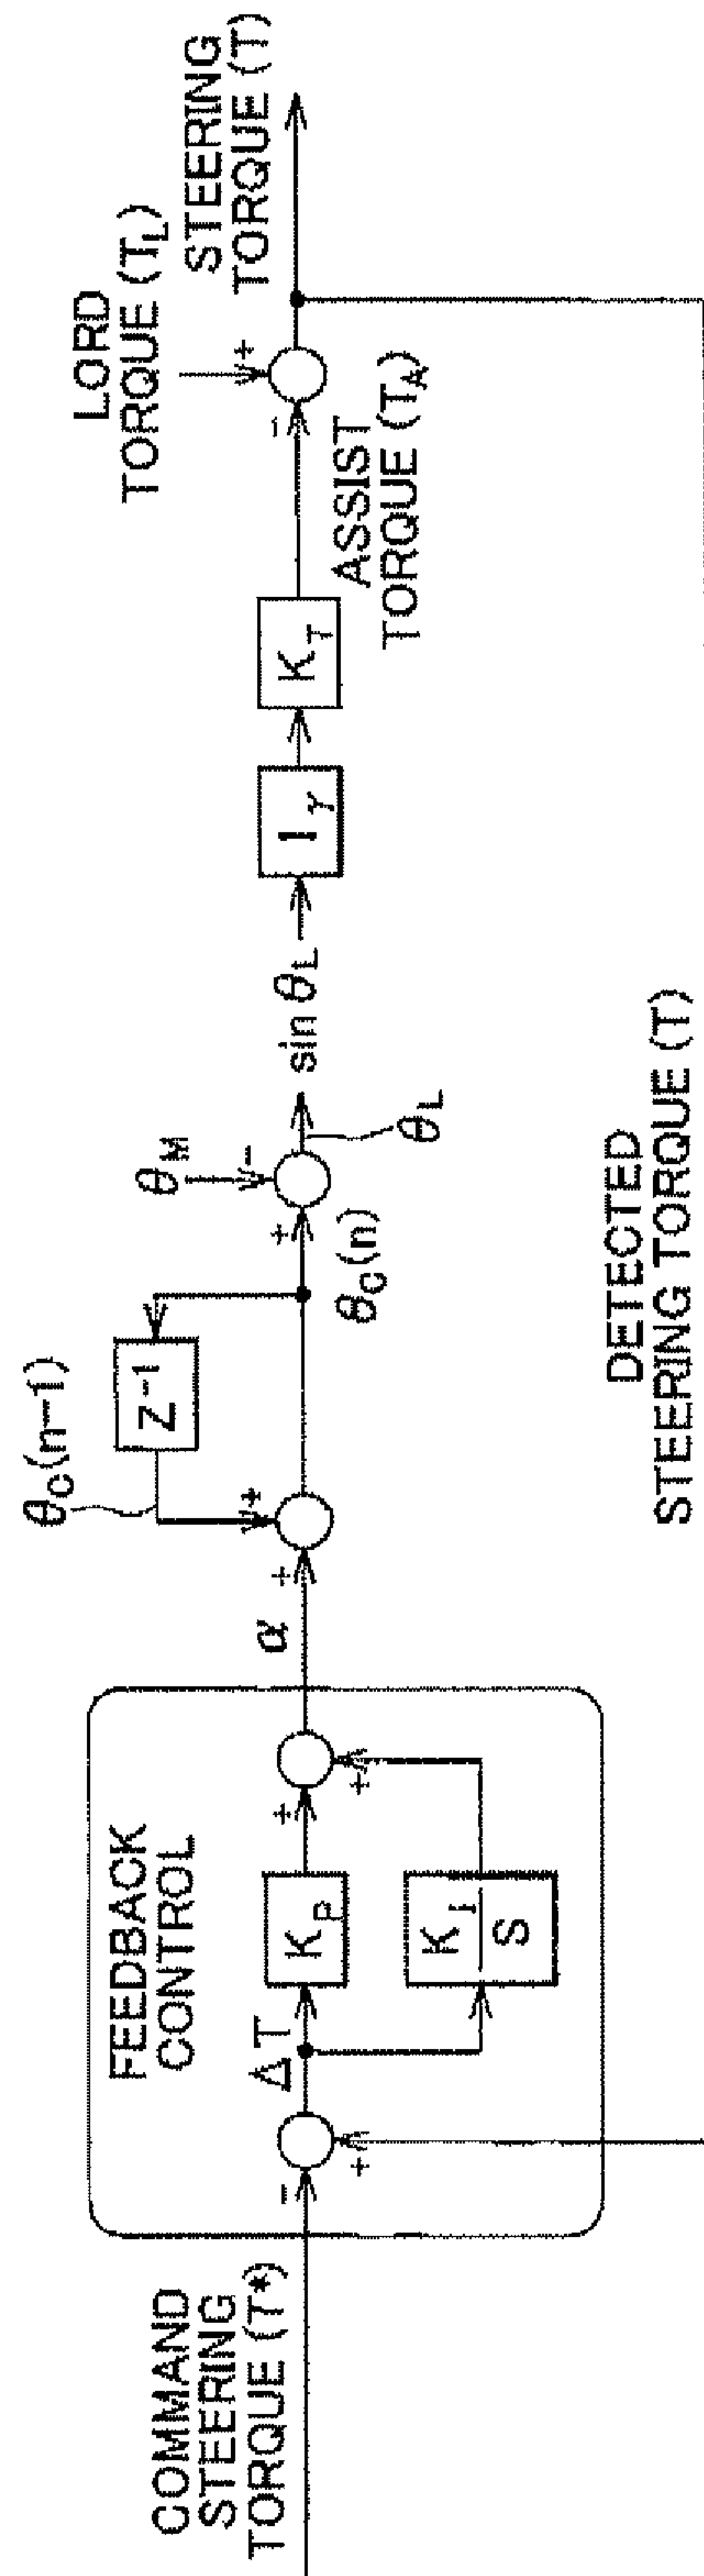 COMMAND
STEERING
TORQUE (T*)
FEEDBACK
CONTROL
−
+
ΔT
K_P
K_I
S
+
+
α
+
+
θ_C(n−1)
Z⁻¹
θ_C(n)
+
−
θ_M
θ_L
sin θ_L
I_γ
K_T
ASSIST
TORQUE (T_A)
−
+
LORD
TORQUE (T_L)
STEERING
TORQUE (T)
DETECTED
STEERING TORQUE (T)